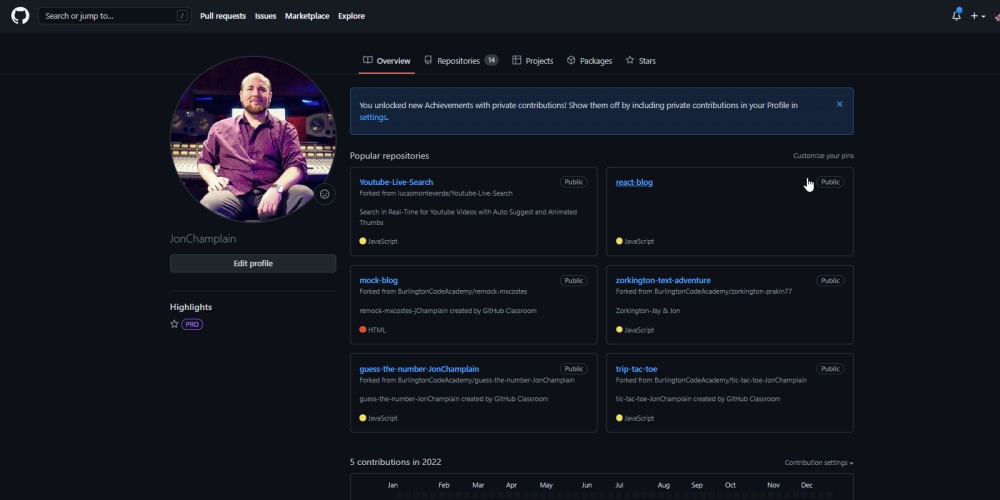 Search or jump to...
/
Pull requests
Issues
Marketplace
Explore
Overview
Repositories 14
Projects
Packages
Stars
You unlocked new Achievements with private contributions! Show them off by including private contributions in your Profile in
settings.
Popular repositories
Customize your pins
Youtube-Live-Search
Public
Forked from lucasmonteverde/Youtube-Live-Search
Search in Real-Time for Youtube Videos with Auto Suggest and Animated
Thumbs
JavaScript
react-blog
Public
JavaScript
JonChamplain
Edit profile
Highlights
PRO
mock-blog
Public
Forked from BurlingtonCodeAcademy/remock-mxcostes
remock-mxcostes-jChamplain created by GitHub Classroom
HTML
zorkington-text-adventure
Public
Forked from BurlingtonCodeAcademy/zorkington-prakin77
Zorkington-Jay & Jon
JavaScript
guess-the-number-JonChamplain
Public
Forked from BurlingtonCodeAcademy/guess-the-number-JonChamplain
guess-the-number-JonChamplain created by GitHub Classroom
JavaScript
trip-tac-toe
Public
Forked from BurlingtonCodeAcademy/tic-tac-toe-JonChamplain
tic-tac-toe-JonChamplain created by GitHub Classroom
JavaScript
5 contributions in 2022
Contribution settings
Jan Feb Mar Apr May Jun Jul Aug Sep Oct Nov Dec